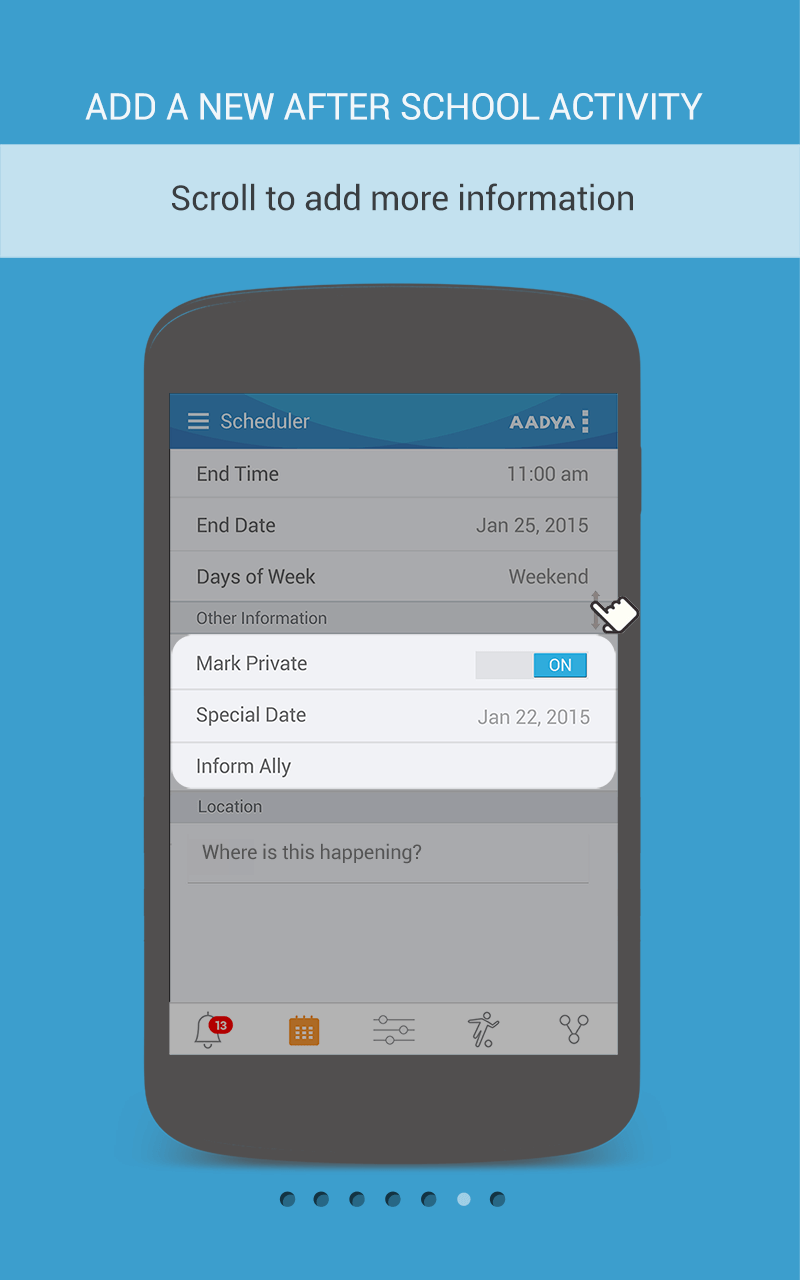 ADD A NEW AFTER SCHOOL ACTIVITY
Scroll to add more information
Scheduler AADYA
End Time 11:00 am
End Date Jan 25, 2015
Days of Week Weekend
Other Information
Mark Private ON
Special Date Jan 22, 2015
Inform Ally
Location
Where is this happening?
13